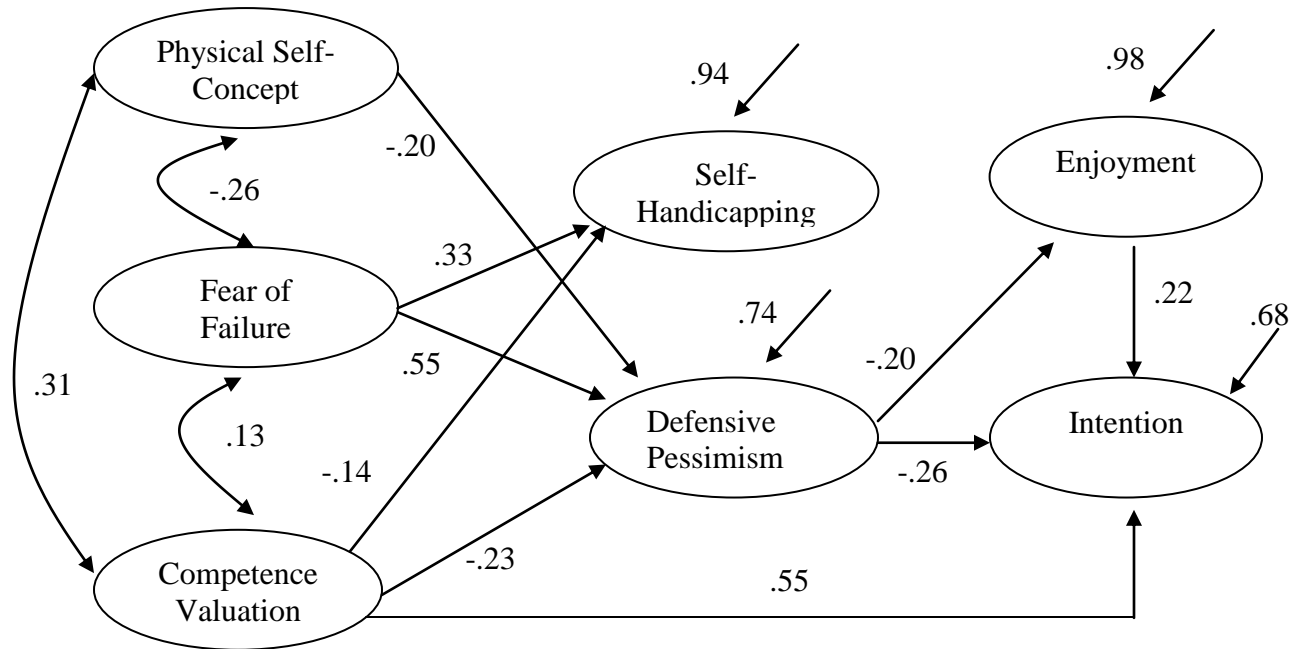 Physical Self-
Concept
.94
.98
-.20
Self-
Handicapping
Enjoyment
-.26
.33
Fear of
Failure
.22
.74
.68
-.20
.55
.31
Defensive
Pessimism
Intention
.13
-.14
-.26
-.23
Competence
Valuation
.55